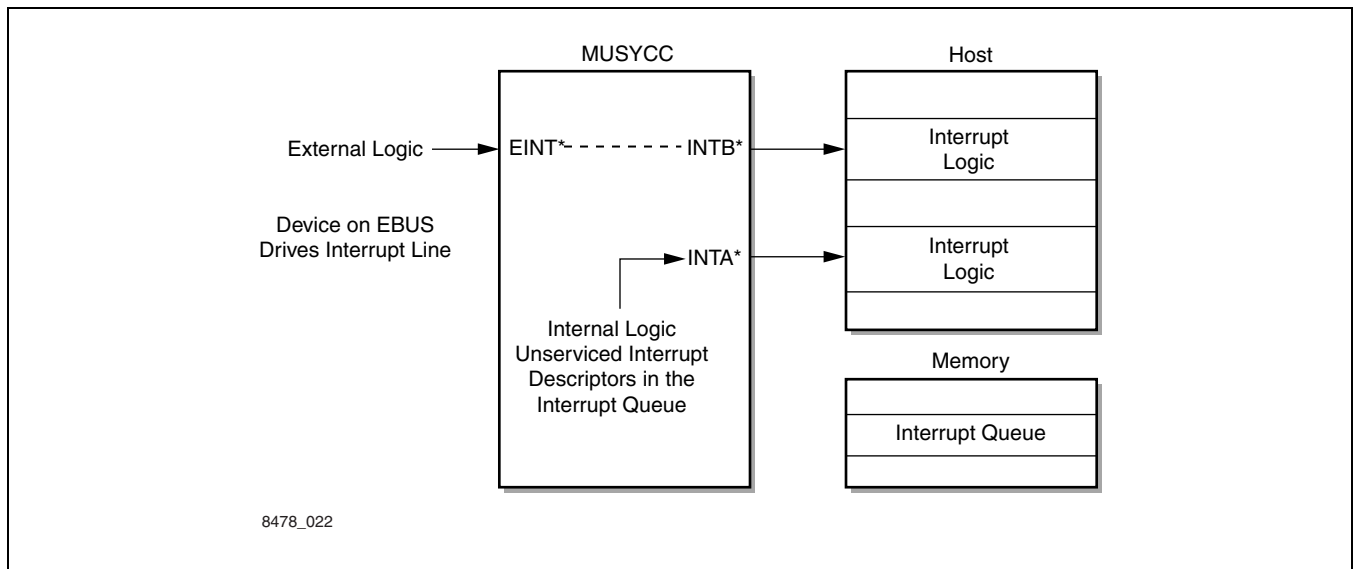 MUSYCC
Host
External Logic
EINT*
INTB*
Interrupt
Logic
Device on EBUS
Drives Interrupt Line
INTA*
Interrupt
Logic
Internal Logic
Unserviced Interrupt
Descriptors in the
Interrupt Queue
Memory
Interrupt Queue
8478_022